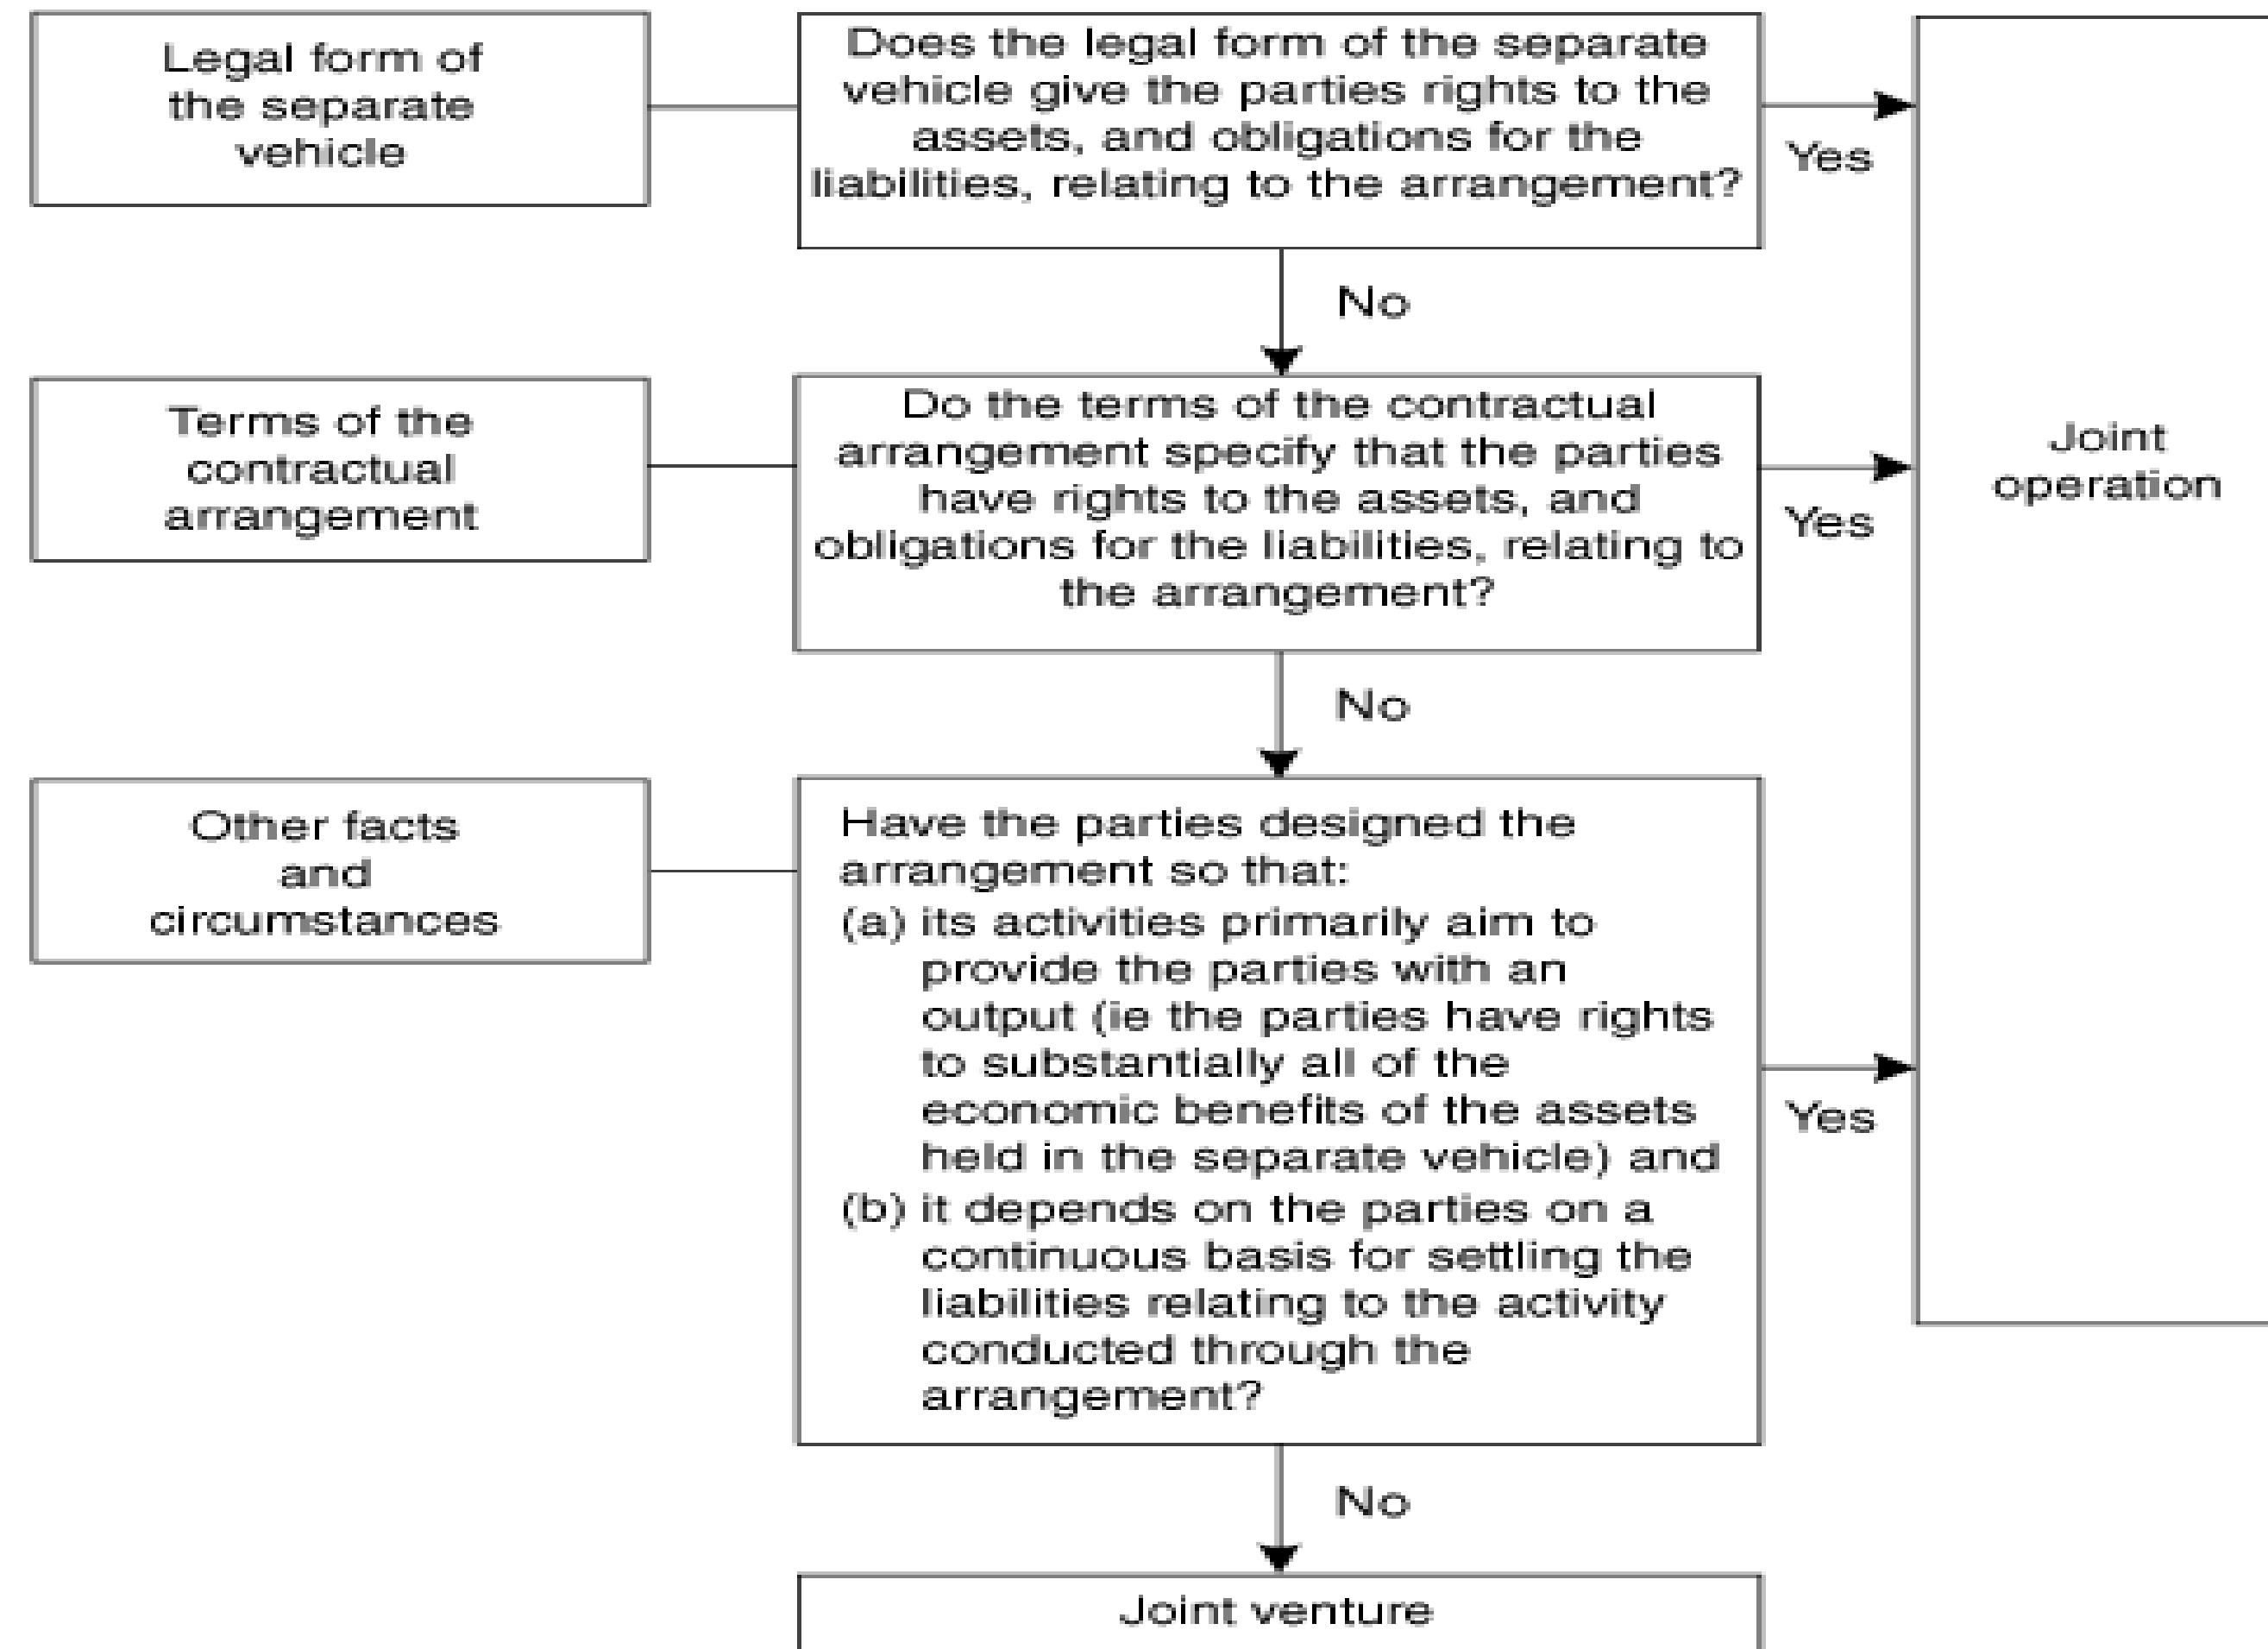 Legal form of
the separate
vehicle
Does the legal form of the separate
vehicle give the parties rights to the
assets, and obligations for the
liabilities, relating to the arrangement?
Yes
No
Terms of the
contractual
arrangement
Do the terms of the contractual
arrangement specify that the parties
have rights to the assets, and
obligations for the liabilities, relating to
the arrangement?
Yes
Joint
operation
No
Other facts
and
circumstances
Have the parties designed the
arrangement so that:
(a) its activities primarily aim to
provide the parties with an
output (ie the parties have rights
to substantially all of the
economic benefits of the assets
held in the separate vehicle) and
(b) it depends on the parties on a
continuous basis for settling the
liabilities relating to the activity
conducted through the
arrangement?
Yes
No
Joint venture